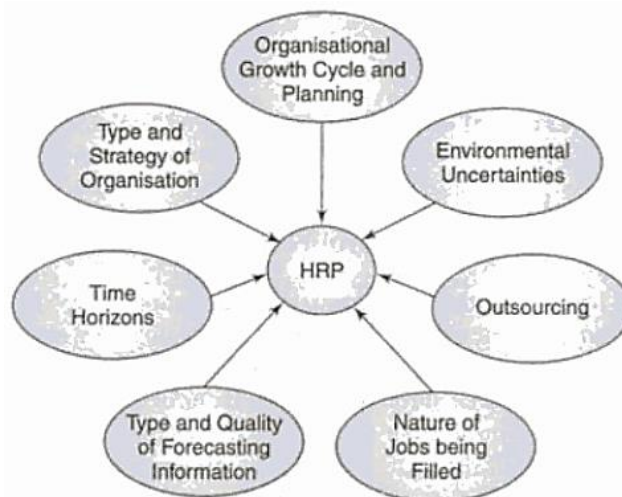 Organisational
Growth Cycle and
Planning
Type and
Strategy of
Organisation
Environmental
Uncertainties
HRP
Time
Horizons
Outsourcing
Type and Quality
of Forecasting
Information
Nature of
Jobs being
Filled